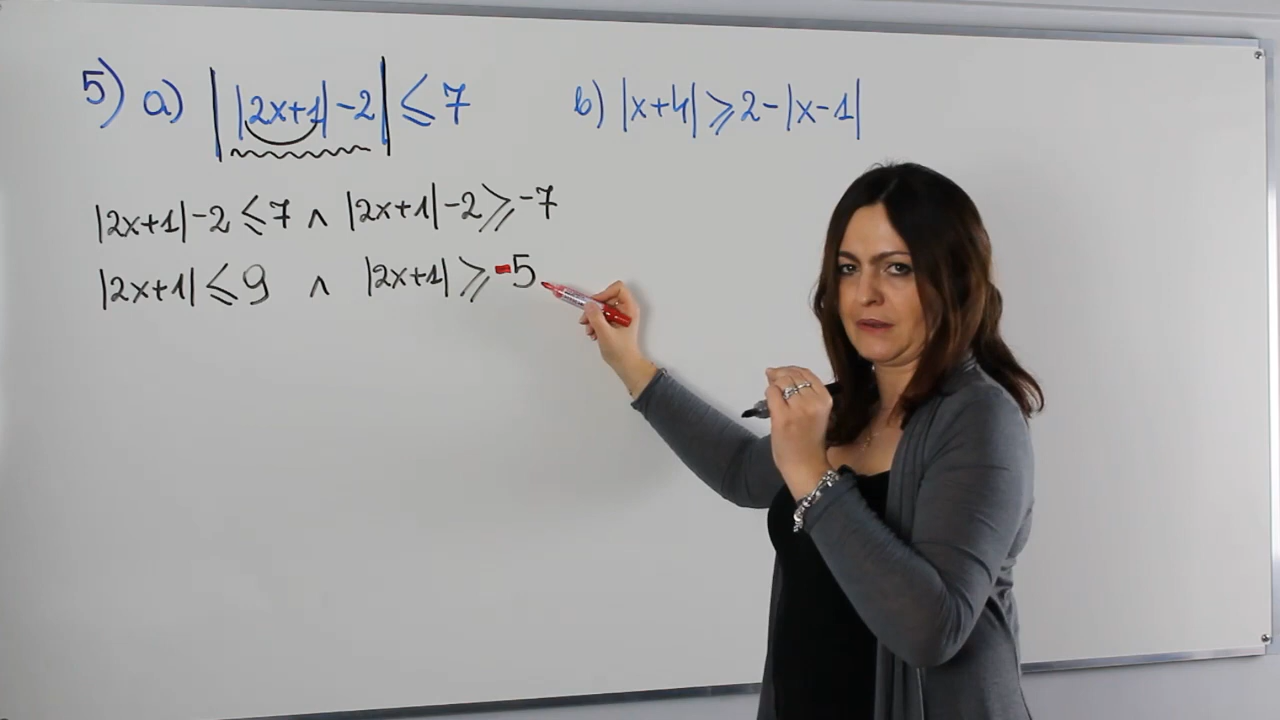 5) a) ||2x+1|-2| ⩽ 7 b) |x+4| ⩾ 2-|x-1|
|2x+1|-2 ⩽ 7 ∧ |2x+1|-2 ⩾ -7
|2x+1| ⩽ 9 ∧ |2x+1| ⩾ -5